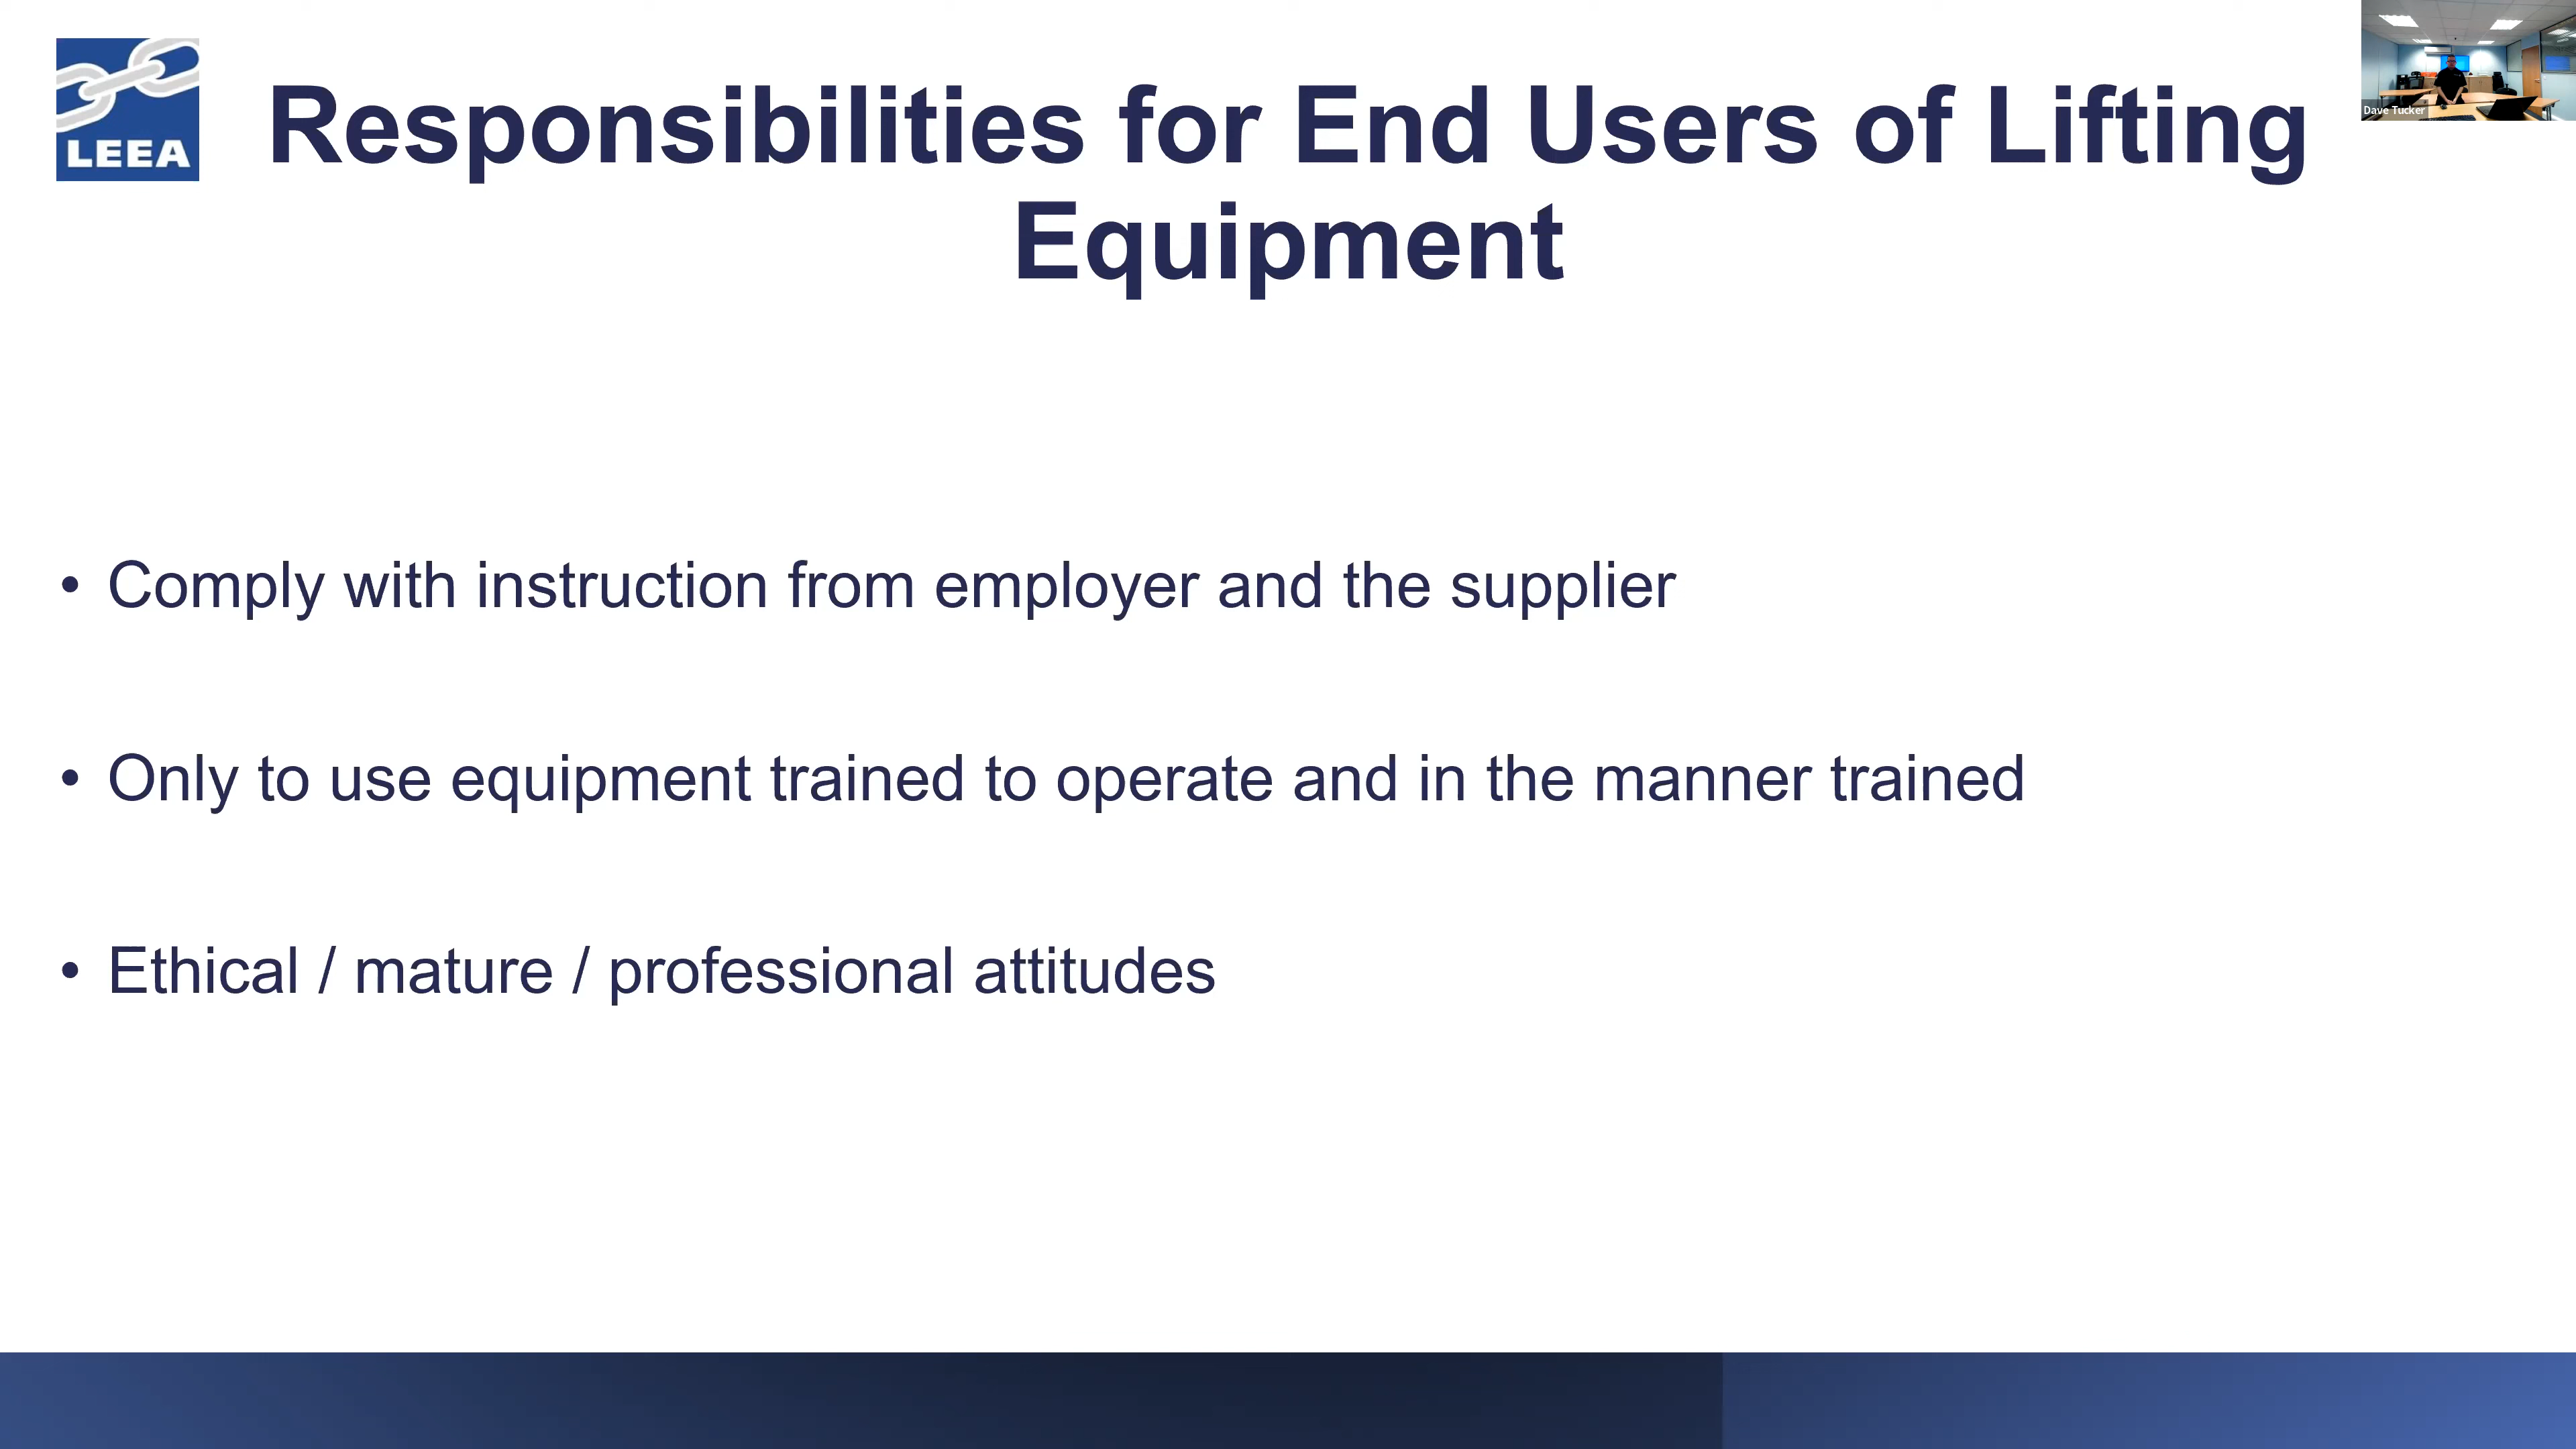 LEEA
Responsibilities for End Users of Lifting
Equipment
Dave Tucker
• Comply with instruction from employer and the supplier
• Only to use equipment trained to operate and in the manner trained
• Ethical / mature / professional attitudes